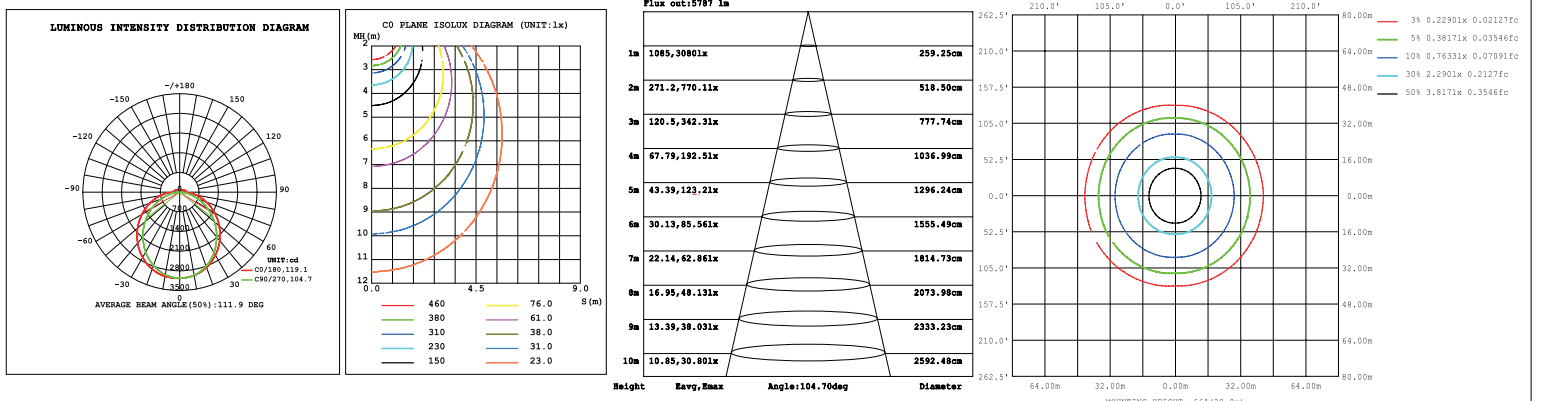 LUMINOUS INTENSITY DISTRIBUTION DIAGRAM
-/+180
-150 150
-120 120
-90 0 90
700
1400
-60 2100 60
UNIT:cd
2800 C0/180,119.1
-30 3500 30 C90/270,104.7
0
AVERAGE BEAM ANGLE(50%):111.9 DEG
C0 PLANE ISOLUX DIAGRAM (UNIT:lx)
MH(m)
2
3
4
5
6
7
8
9
10
11
12
0.0 4.5 9.0
S(m)
460 76.0
380 61.0
310 38.0
230 31.0
150 23.0
Flux out:5787 lm
1m 1085,3080lx 259.25cm
2m 271.2,770.1lx 518.50cm
3m 120.5,342.3lx 777.74cm
4m 67.79,192.5lx 1036.99cm
5m 43.39,123.2lx 1296.24cm
6m 30.13,85.56lx 1555.49cm
7m 22.14,62.86lx 1814.73cm
8m 16.95,48.13lx 2073.98cm
9m 13.39,38.03lx 2333.23cm
10m 10.85,30.80lx 2592.48cm
Height Eavg,Emax Angle:104.70deg Diameter
210.0' 105.0' 0.0' 105.0' 210.0'
262.5' 80.00m
210.0' 64.00m
157.5' 48.00m
105.0' 32.00m
52.5' 16.00m
0.0' 0.00m
52.5' 16.00m
105.0' 32.00m
157.5' 48.00m
210.0' 64.00m
262.5' 80.00m
64.00m 32.00m 0.00m 32.00m 64.00m
3% 0.2290lx 0.02127fc
5% 0.3817lx 0.03546fc
10% 0.7633lx 0.07091fc
30% 2.290lx 0.2127fc
50% 3.817lx 0.3546fc